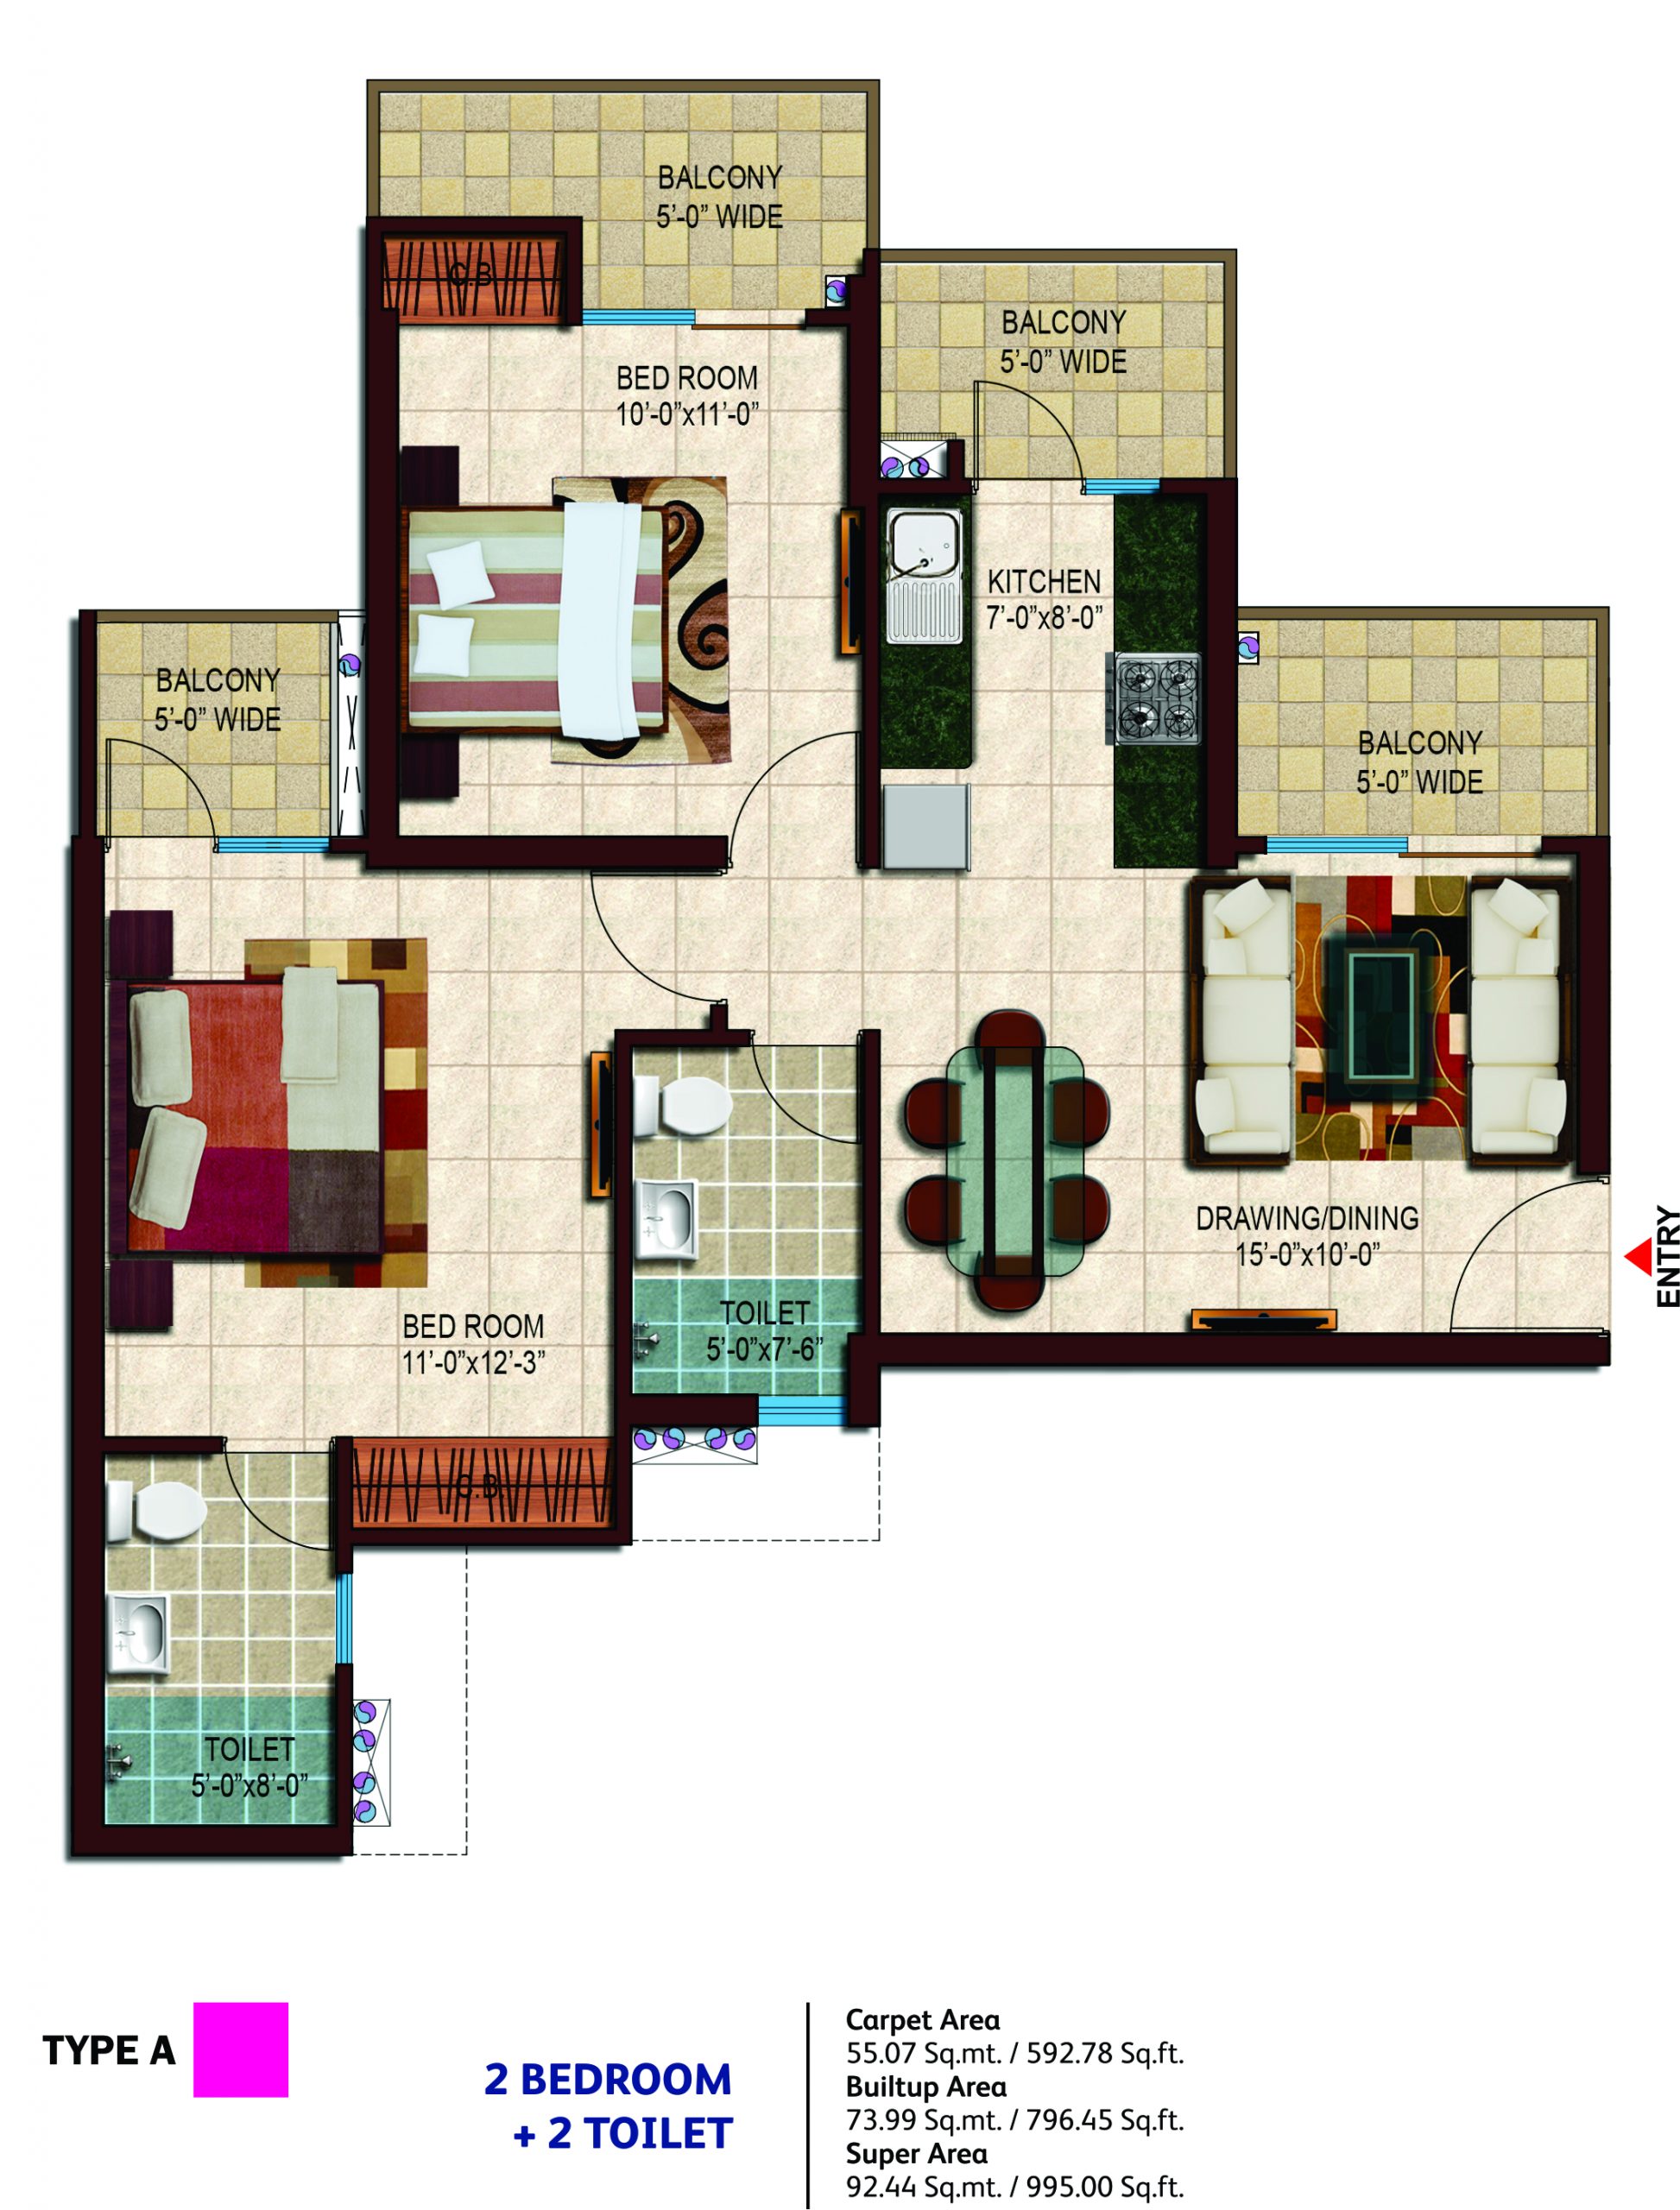 BALCONY
5’-0” WIDE
C.B.
BALCONY
5’-0” WIDE
BED ROOM
10’-0”x11’-0”
KITCHEN
7’-0”x8’-0”
BALCONY
5’-0” WIDE
BALCONY
5’-0” WIDE
DRAWING/DINING
15’-0”x10’-0”
ENTRY
TOILET
5’-0”x7’-6”
BED ROOM
11’-0”x12’-3”
C.B.
TOILET
5’-0”x8’-0”
TYPE A
2 BEDROOM
+ 2 TOILET
Carpet Area
55.07 Sq.mt. / 592.78 Sq.ft.
Builtup Area
73.99 Sq.mt. / 796.45 Sq.ft.
Super Area
92.44 Sq.mt. / 995.00 Sq.ft.